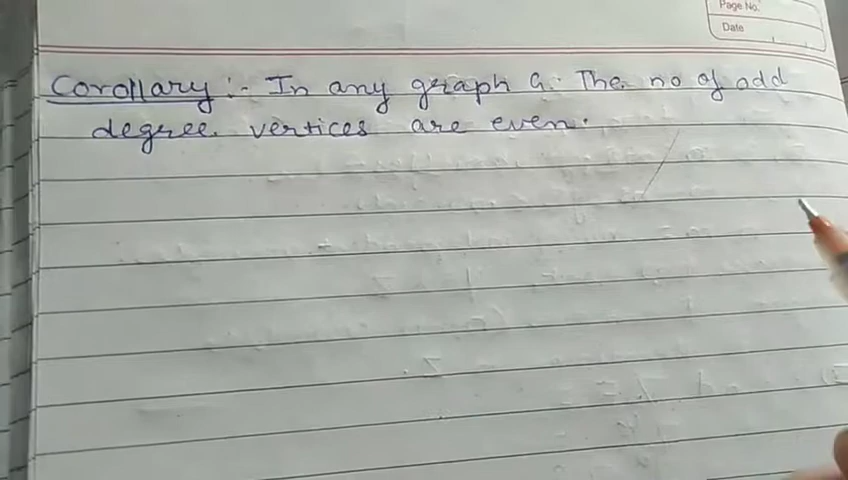 Page No.
Date
Corollary :- In any graph G. The no of odd
degree vertices are even.